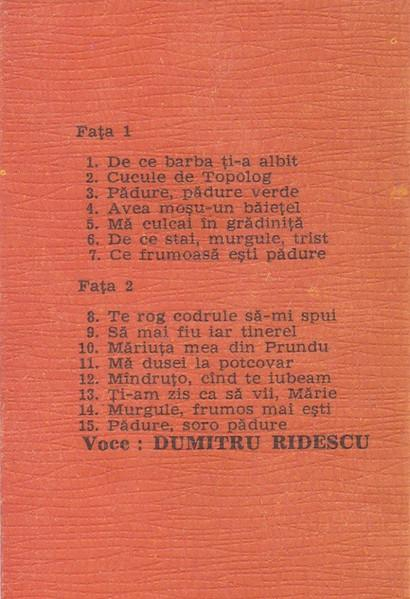 Fața 1
1. De ce barba ți-a albit
2. Cucule de Topolog
3. Pădure, pădure verde
4. Avea moșu-un băiețel
5. Mă culcai în grădiniță
6. De ce stai, murgule, trist
7. Ce frumoasă ești pădure
Fața 2
8. Te rog codrule să-mi spui
9. Să mai fiu iar tinerel
10. Măriuța mea din Prundu
11. Mă dusei la potcovar
12. Mîndruțo, cînd te iubeam
13. Ți-am zis ca să vii, Mărie
14. Murgule, frumos mai ești
15. Pădure, soro pădure
Voce : DUMITRU RIDESCU